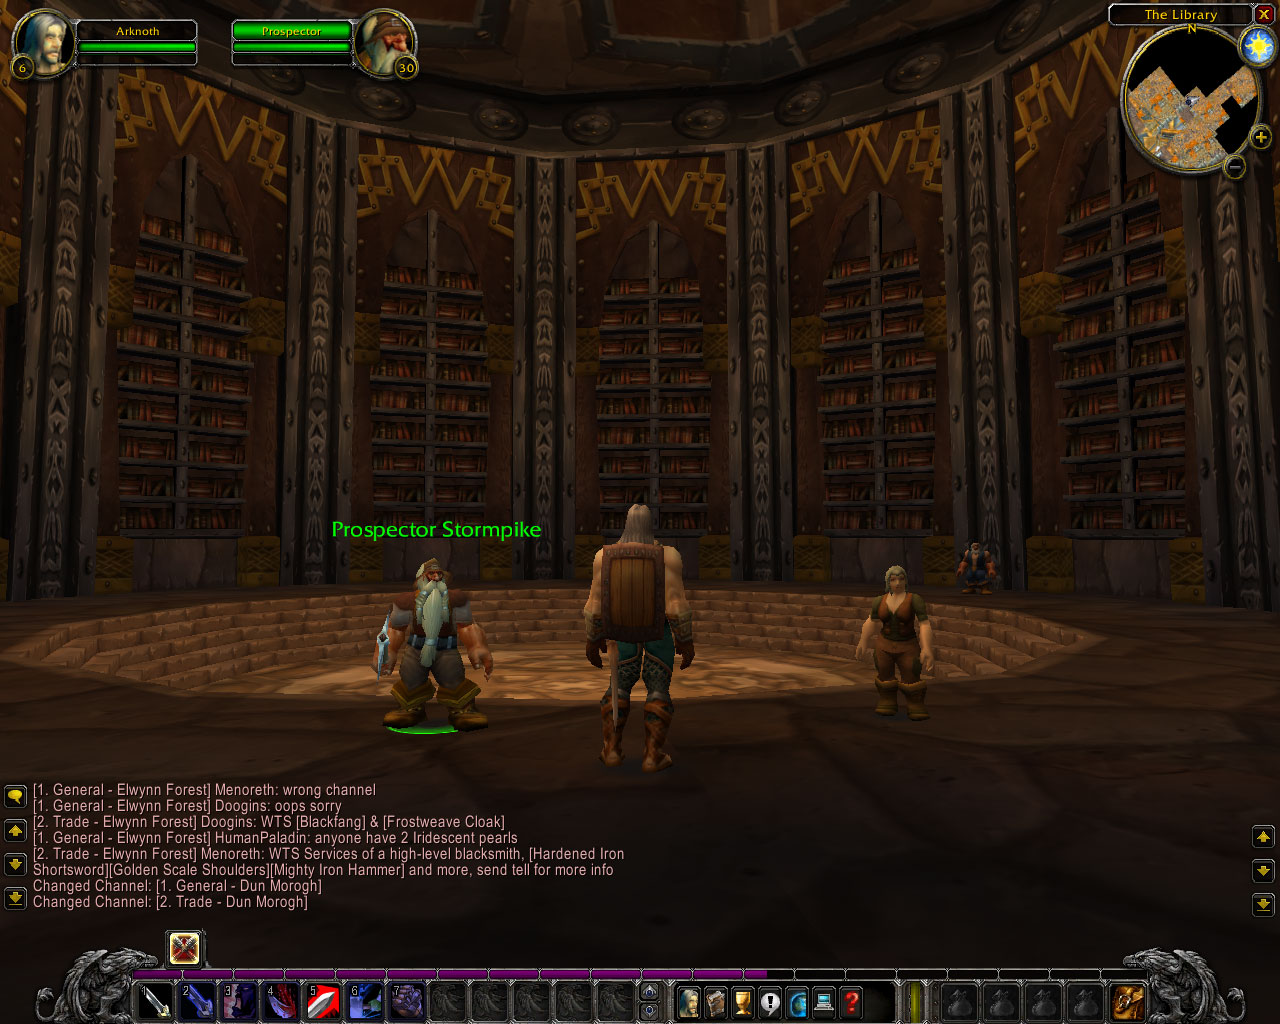 Arknoth
6
Prospector
30
The Library
N
Prospector Stormpike
[1. General - Elwynn Forest] Menoreth: wrong channel
[1. General - Elwynn Forest] Doogins: oops sorry
[2. Trade - Elwynn Forest] Doogins: WTS [Blackfang] & [Frostweave Cloak]
[1. General - Elwynn Forest] HumanPaladin: anyone have 2 Iridescent pearls
[2. Trade - Elwynn Forest] Menoreth: WTS Services of a high-level blacksmith, [Hardened Iron
Shortsword][Golden Scale Shoulders][Mighty Iron Hammer] and more, send tell for more info
Changed Channel: [1. General - Dun Morogh]
Changed Channel: [2. Trade - Dun Morogh]
1 2 3 4 5 6 7